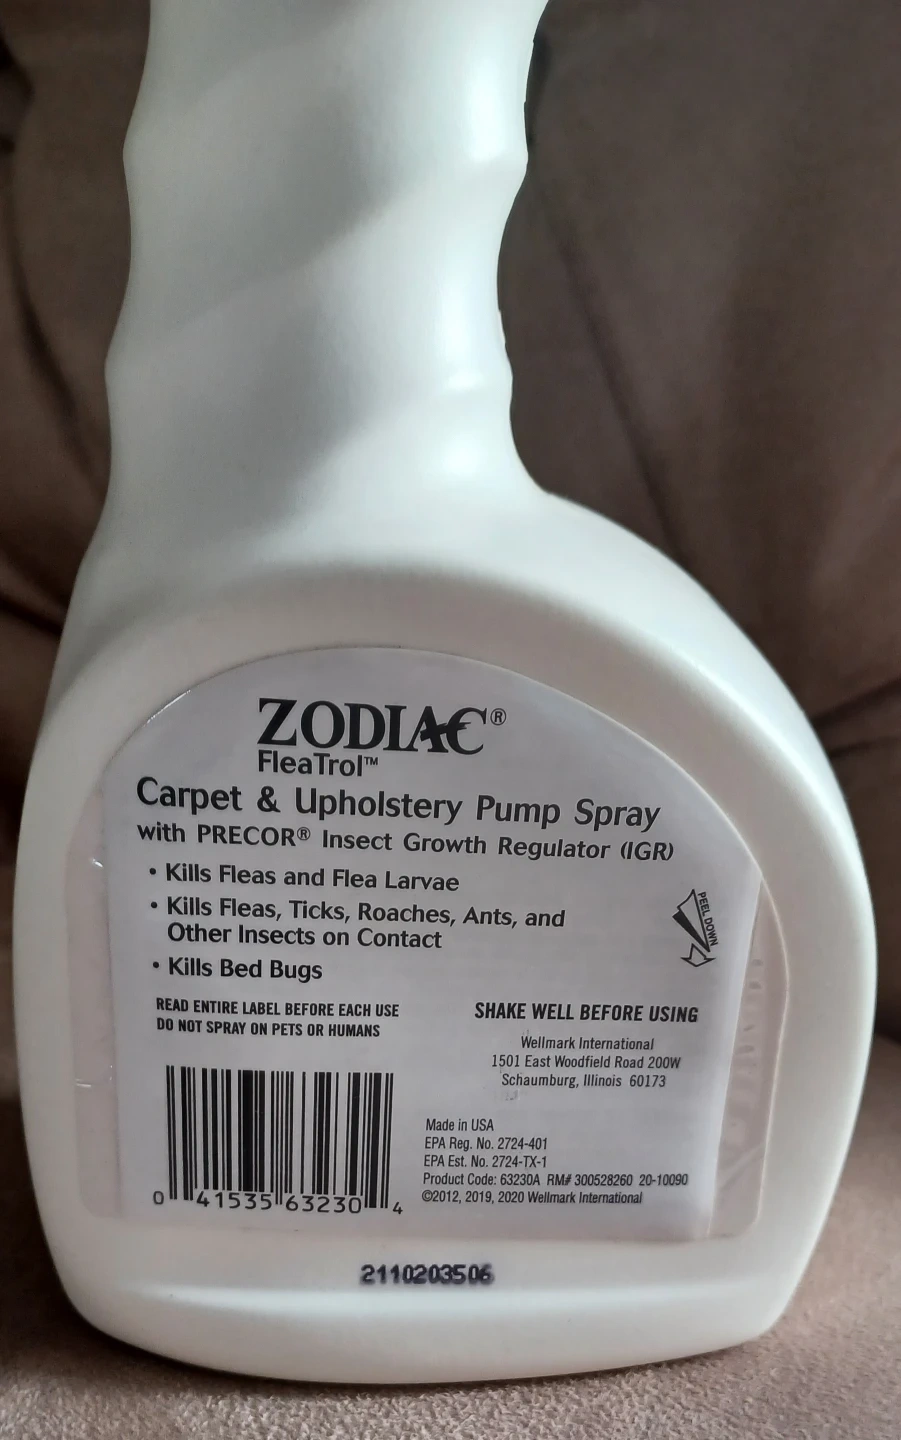 ZODIAC®
FleaTrol™
Carpet & Upholstery Pump Spray
with PRECOR® Insect Growth Regulator (IGR)
• Kills Fleas and Flea Larvae
• Kills Fleas, Ticks, Roaches, Ants, and
Other Insects on Contact
• Kills Bed Bugs
PEEL DOWN
READ ENTIRE LABEL BEFORE EACH USE
DO NOT SPRAY ON PETS OR HUMANS
SHAKE WELL BEFORE USING
Wellmark International
1501 East Woodfield Road 200W
Schaumburg, Illinois 60173
Made in USA
EPA Reg. No. 2724-401
EPA Est. No. 2724-TX-1
Product Code: 63230A RM# 300528260 20-10090
©2012, 2019, 2020 Wellmark International
0 41535 63230 4
2110203506